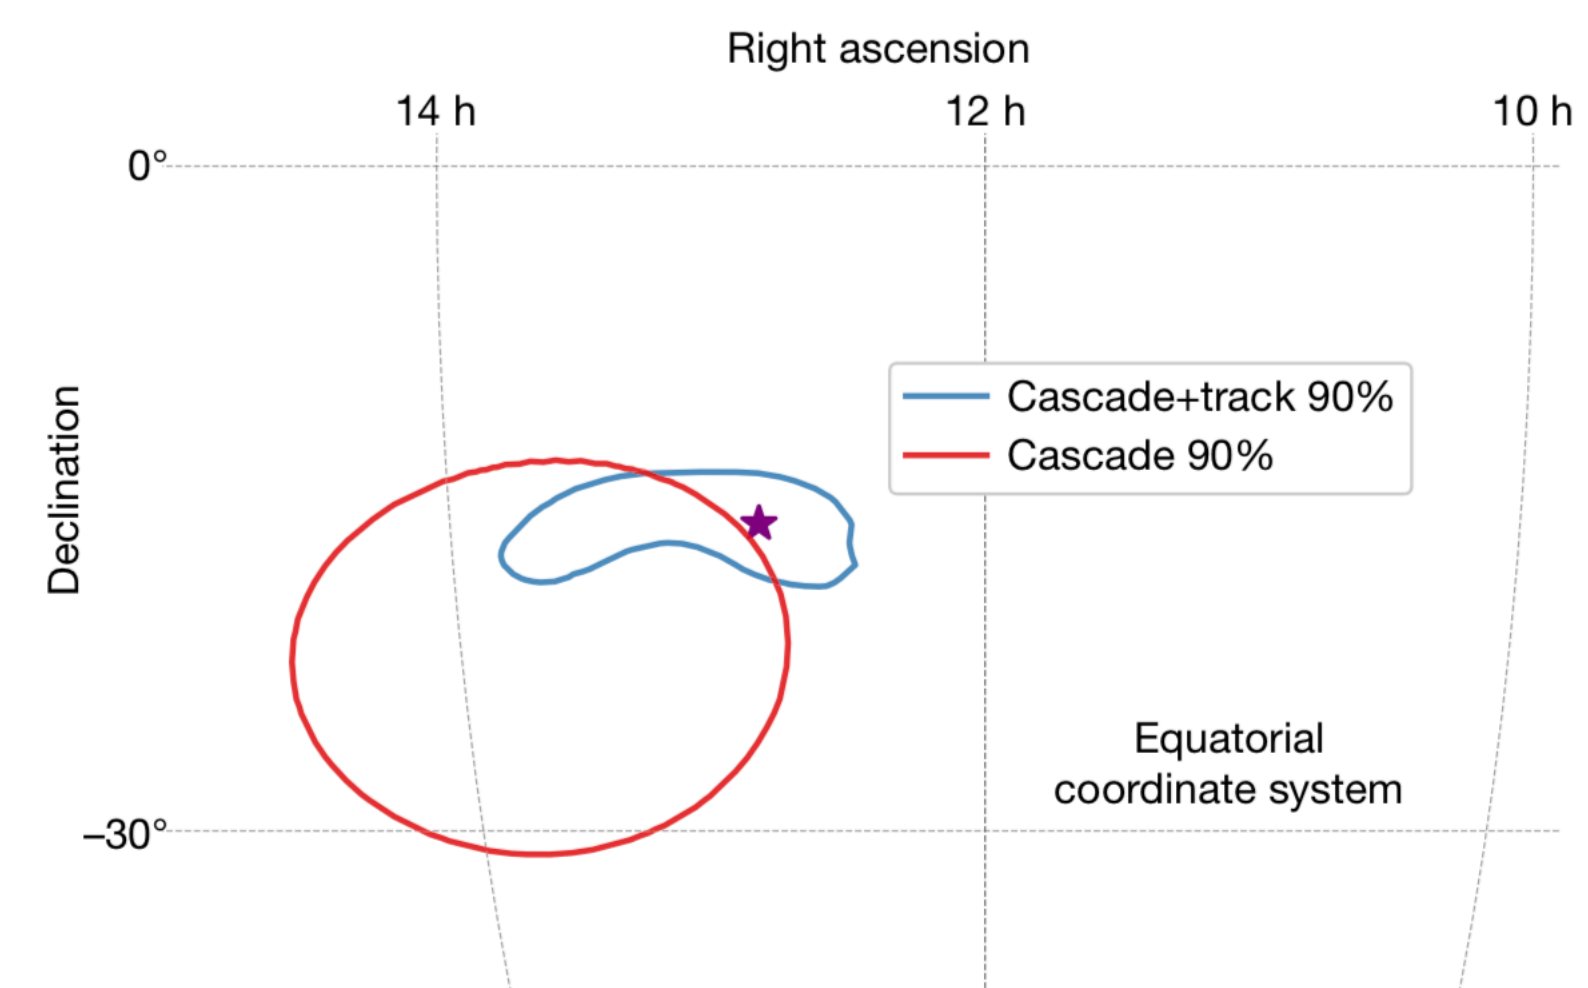 Right ascension
14 h
12 h
10 h
0°
Declination
Cascade+track 90%
Cascade 90%
Equatorial
coordinate system
−30°